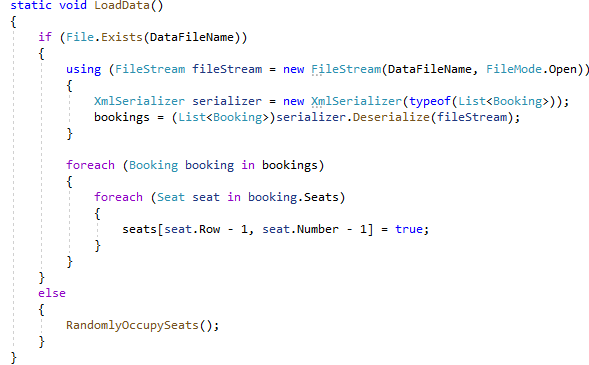 static void LoadData()
{
    if (File.Exists(DataFileName))
    {
        using (FileStream fileStream = new FileStream(DataFileName, FileMode.Open))
        {
            XmlSerializer serializer = new XmlSerializer(typeof(List<Booking>));
            bookings = (List<Booking>)serializer.Deserialize(fileStream);
        }

        foreach (Booking booking in bookings)
        {
            foreach (Seat seat in booking.Seats)
            {
                seats[seat.Row - 1, seat.Number - 1] = true;
            }
        }
    }
    else
    {
        RandomlyOccupySeats();
    }
}